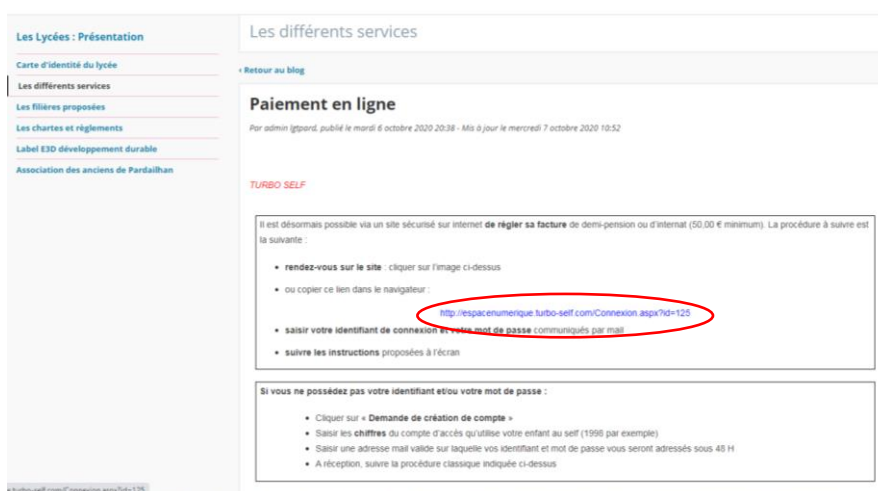 Les Lycées : Présentation
Carte d'identité du lycée
Les différents services
Les filières proposées
Les chartes et règlements
Label E3D développement durable
Association des anciens de Pardailhan
Les différents services
‹ Retour au blog
Paiement en ligne
Par admin lgtpard, publié le mardi 6 octobre 2020 20:38 - Mis à jour le mercredi 7 octobre 2020 10:52
TURBO SELF
Il est désormais possible via un site sécurisé sur internet de régler sa facture de demi-pension ou d'internat (50,00 € minimum). La procédure à suivre est
la suivante :
• rendez-vous sur le site : cliquer sur l'image ci-dessus
• ou copier ce lien dans le navigateur :
http://espacenumerique.turbo-self.com/Connexion.aspx?id=125
• saisir votre identifiant de connexion et votre mot de passe communiqués par mail
• suivre les instructions proposées à l'écran
Si vous ne possédez pas votre identifiant et/ou votre mot de passe :
• Cliquer sur « Demande de création de compte »
• Saisir les chiffres du compte d'accès qu'utilise votre enfant au self (1998 par exemple)
• Saisir une adresse mail valide sur laquelle vos identifiant et mot de passe vous seront adressés sous 48 H
• A réception, suivre la procédure classique indiquée ci-dessus